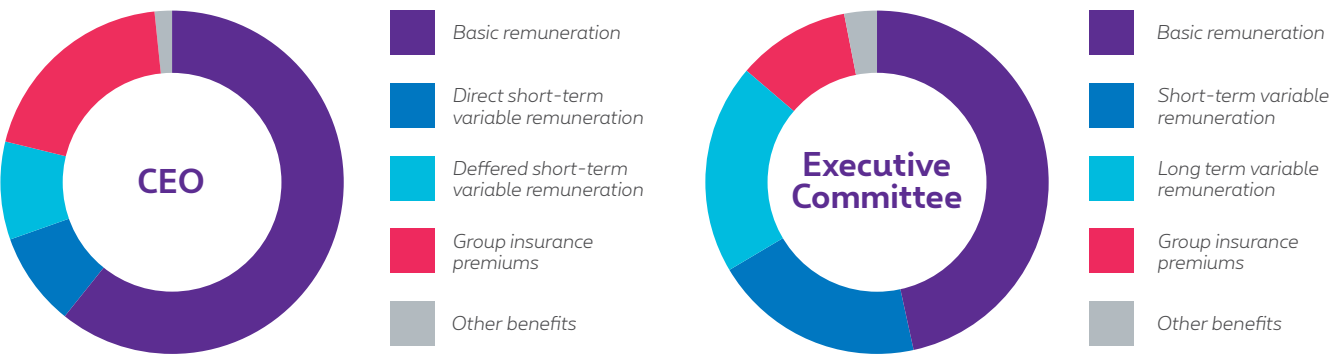 CEO
Basic remuneration
Direct short-term
variable remuneration
Deffered short-term
variable remuneration
Group insurance
premiums
Other benefits
Executive
Committee
Basic remuneration
Short-term variable
remuneration
Long term variable
remuneration
Group insurance
premiums
Other benefits